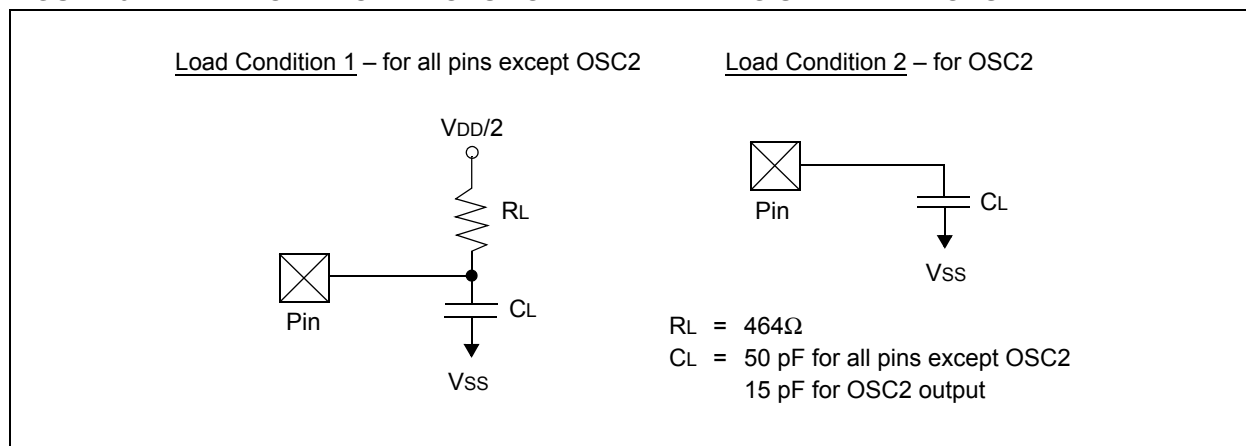 Load Condition 1 – for all pins except OSC2
VDD/2
RL
Pin
CL
VSS
Load Condition 2 – for OSC2
Pin
CL
VSS
RL = 464Ω
CL = 50 pF for all pins except OSC2
15 pF for OSC2 output